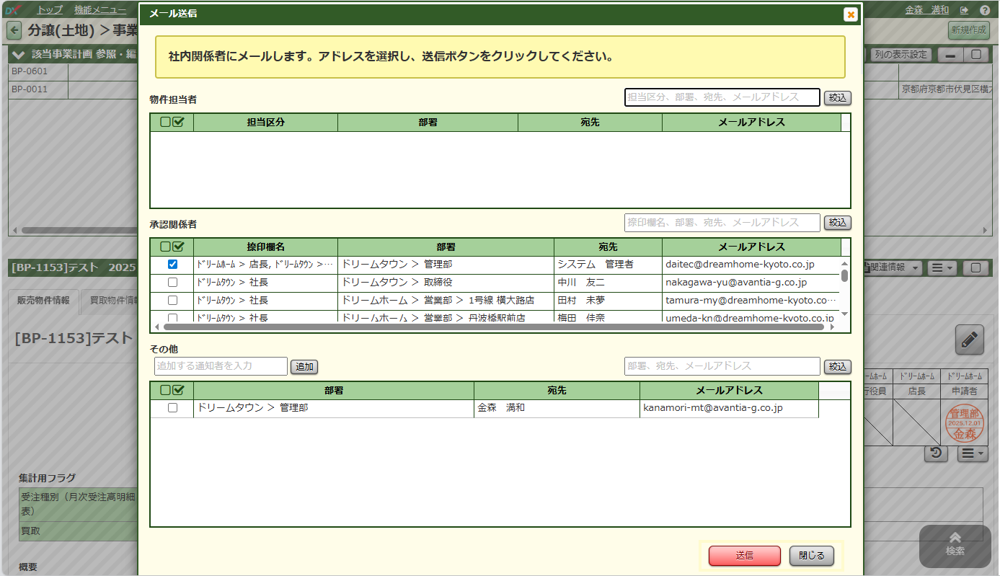 DX トップ 機能メニュー 金森 満和
分譲(土地) ＞事業 新規作成
メール送信
該当事業計画 参照・編 列の表示設定
BP-0601
BP-0011 京都府京都市伏見区横
社内関係者にメールします。アドレスを選択し、送信ボタンをクリックしてください。
物件担当者 担当区分、部署、宛先、メールアドレス 絞込
担当区分 部署 宛先 メールアドレス
承認関係者 捺印欄名、部署、宛先、メールアドレス 絞込
捺印欄名 部署 宛先 メールアドレス
ﾄﾞﾘｰﾑﾎｰﾑ > 店長, ﾄﾞﾘｰﾑﾀｳﾝ >… ドリームタウン ＞ 管理部 システム 管理者 daitec@dreamhome-kyoto.co.jp
ﾄﾞﾘｰﾑﾀｳﾝ > 社長 ドリームタウン ＞ 取締役 中川 友二 nakagawa-yu@avantia-g.co.jp
ﾄﾞﾘｰﾑﾀｳﾝ > 社長 ドリームホーム ＞ 営業部 ＞ 1号線 横大路店 田村 未夢 tamura-my@dreamhome-kyoto.co…
ﾄﾞﾘｰﾑﾀｳﾝ > 社長 ドリームホーム ＞ 営業部 ＞ 丹波橋駅前店 梅田 佳奈 umeda-kn@dreamhome-kyoto.co.jp
[BP-1153]テスト 2025 関連情報
販売物件情報 買取物件情報
[BP-1153]テスト
その他
追加する通知者を入力 追加 部署、宛先、メールアドレス 絞込
部署 宛先 メールアドレス
ドリームタウン ＞ 管理部 金森 満和 kanamori-mt@avantia-g.co.jp
ｰﾑﾎｰﾑ ﾄﾞﾘｰﾑﾎｰﾑ ﾄﾞﾘｰﾑﾎｰﾑ
行役員 店長 申請者
管理部
2025.12.01
金森
集計用フラグ
受注種別（月次受注高明細
表）
買取
検索
概要
送信 閉じる